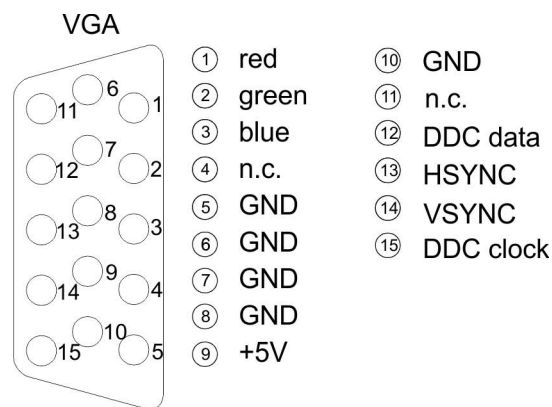 VGA
6
11
1
7
12
2
8
13
3
9
14
4
10
15
5
1 red
2 green
3 blue
4 n.c.
5 GND
6 GND
7 GND
8 GND
9 +5V
10 GND
11 n.c.
12 DDC data
13 HSYNC
14 VSYNC
15 DDC clock